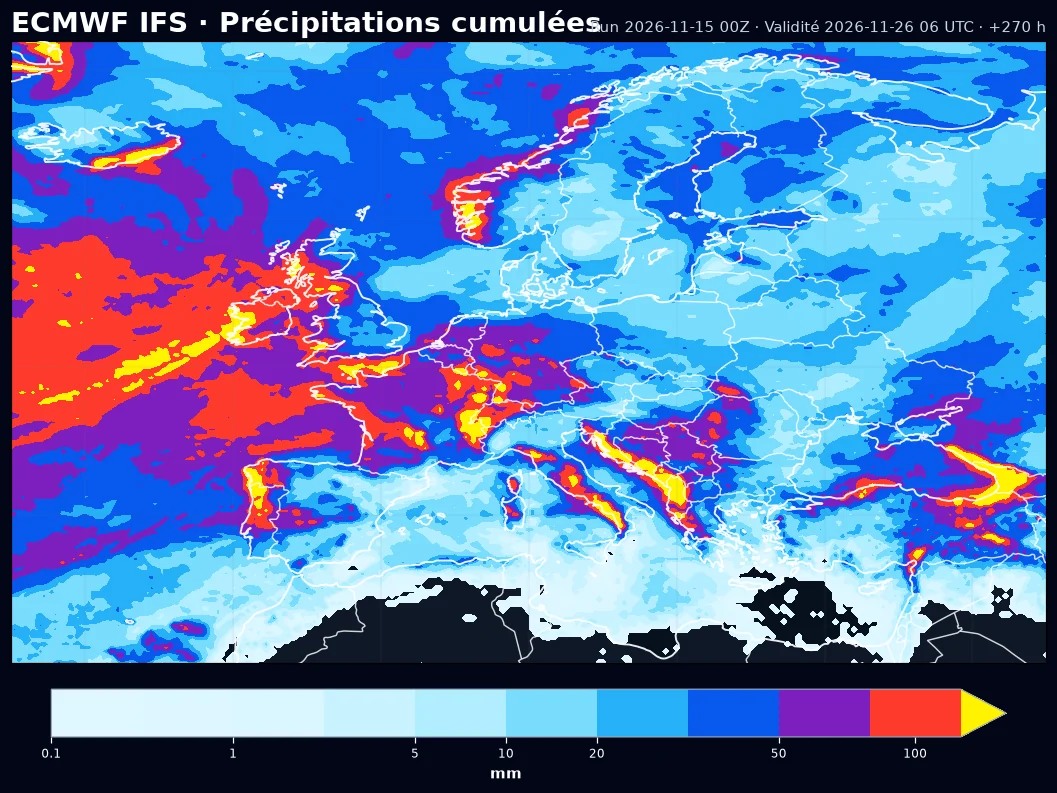 ECMWF IFS · Précipitations cumulées
Run 2026-11-15 00Z · Validité 2026-11-26 06 UTC · +270 h
0.1 1 5 10 20 50 100
mm